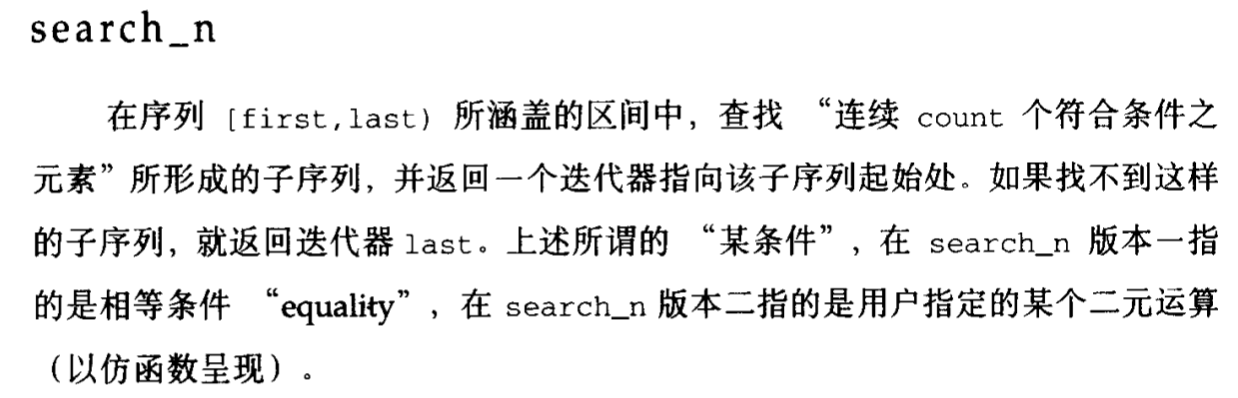 search_n
在序列 [first,last) 所涵盖的区间中，查找 “连续 count 个符合条件之
元素”所形成的子序列，并返回一个迭代器指向该子序列起始处。如果找不到这样
的子序列，就返回迭代器 last。上述所谓的 “某条件”，在 search_n 版本一指
的是相等条件 “equality”，在 search_n 版本二指的是用户指定的某个二元运算
（以仿函数呈现）。